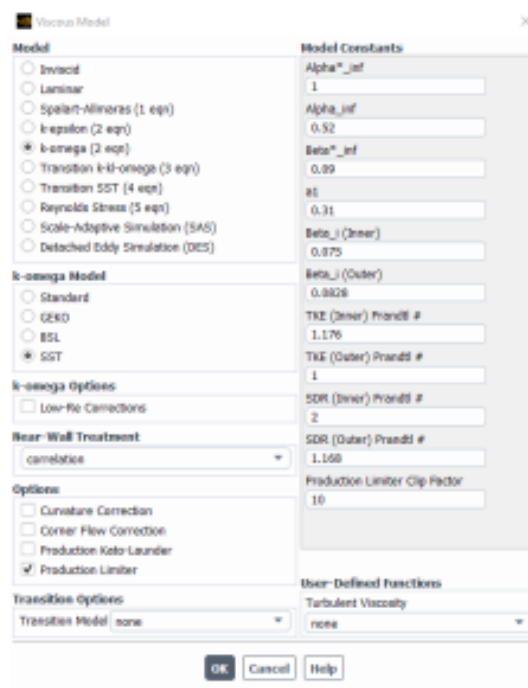 Viscous Model
Model
Inviscid
Laminar
Spalart-Allmaras (1 eqn)
k-epsilon (2 eqn)
k-omega (2 eqn)
Transition k-kl-omega (3 eqn)
Transition SST (4 eqn)
Reynolds Stress (5 eqn)
Scale-Adaptive Simulation (SAS)
Detached Eddy Simulation (DES)
k-omega Model
Standard
GEKO
BSL
SST
k-omega Options
Low-Re Corrections
Near-Wall Treatment
correlation
Options
Curvature Correction
Corner Flow Correction
Production Kato-Launder
Production Limiter
Transition Options
Transition Model none
Model Constants
Alpha*_inf
1
Alpha_inf
0.52
Beta*_inf
0.09
a1
0.31
Beta_i (Inner)
0.075
Beta_i (Outer)
0.0828
TKE (Inner) Prandtl #
1.176
TKE (Outer) Prandtl #
1
SDR (Inner) Prandtl #
2
SDR (Outer) Prandtl #
1.168
Production Limiter Clip Factor
10
User-Defined Functions
Turbulent Viscosity
none
OK Cancel Help